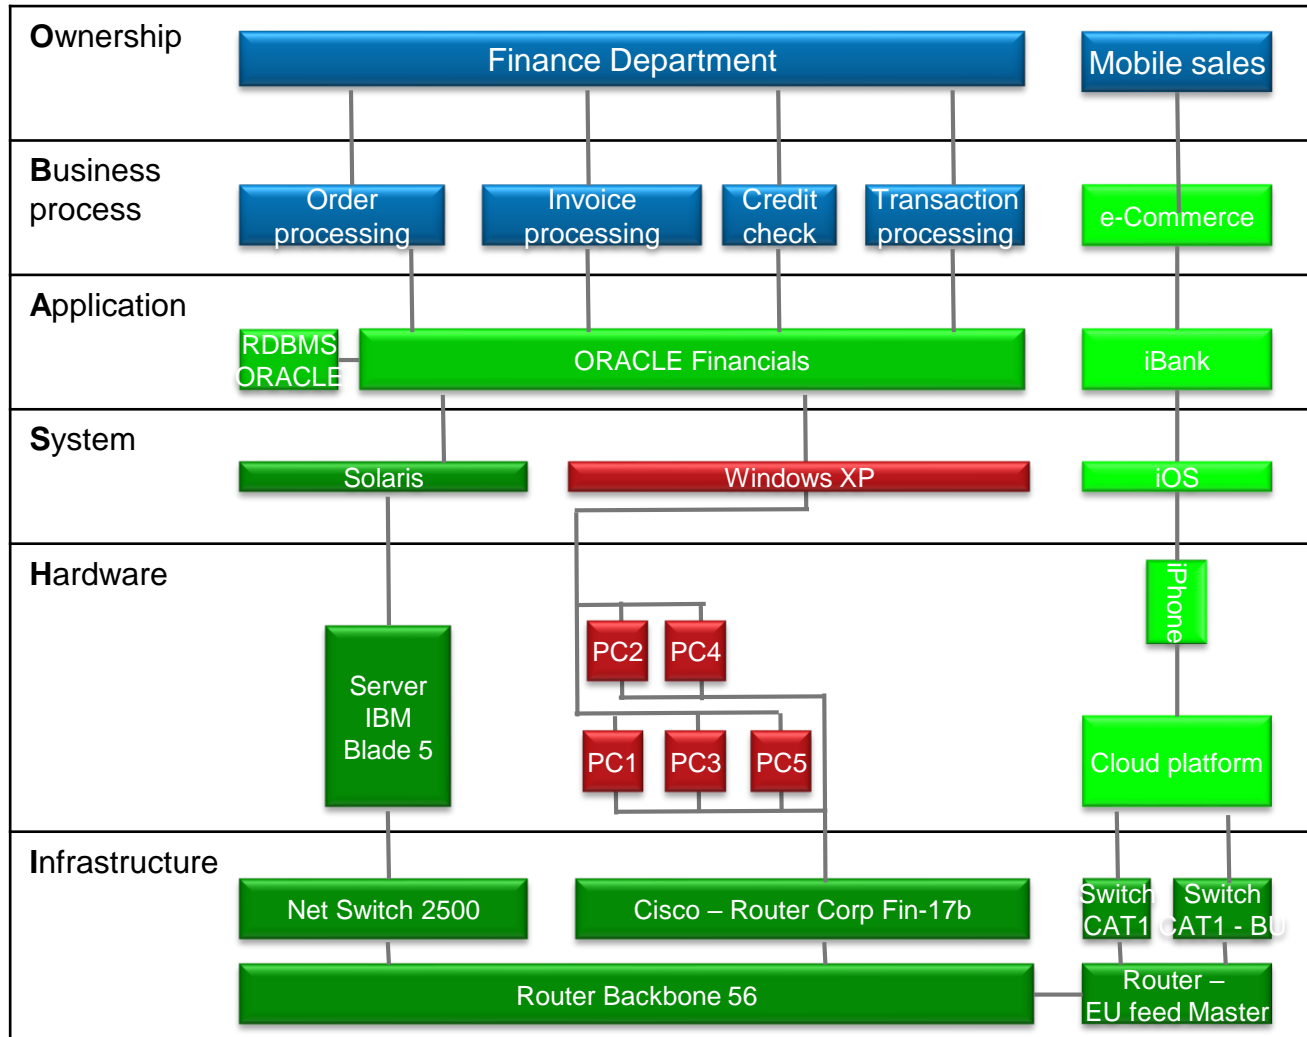 Ownership
Finance Department
Mobile sales
Business
process
Order
processing
Invoice
processing
Credit
check
Transaction
processing
e-Commerce
Application
RDBMS
ORACLE
ORACLE Financials
iBank
System
Solaris
Windows XP
iOS
Hardware
iPhone
Server
IBM
Blade 5
PC2
PC4
PC1
PC3
PC5
Cloud platform
Infrastructure
Net Switch 2500
Cisco – Router Corp Fin-17b
Switch
CAT1
Switch
CAT1 - BU
Router Backbone 56
Router –
EU feed Master